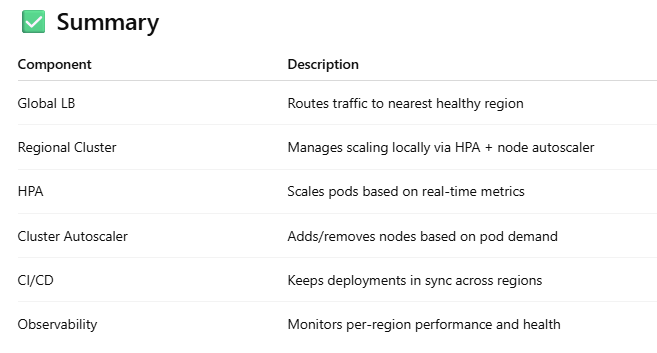 ✅ Summary
Component Description
Global LB Routes traffic to nearest healthy region
Regional Cluster Manages scaling locally via HPA + node autoscaler
HPA Scales pods based on real-time metrics
Cluster Autoscaler Adds/removes nodes based on pod demand
CI/CD Keeps deployments in sync across regions
Observability Monitors per-region performance and health